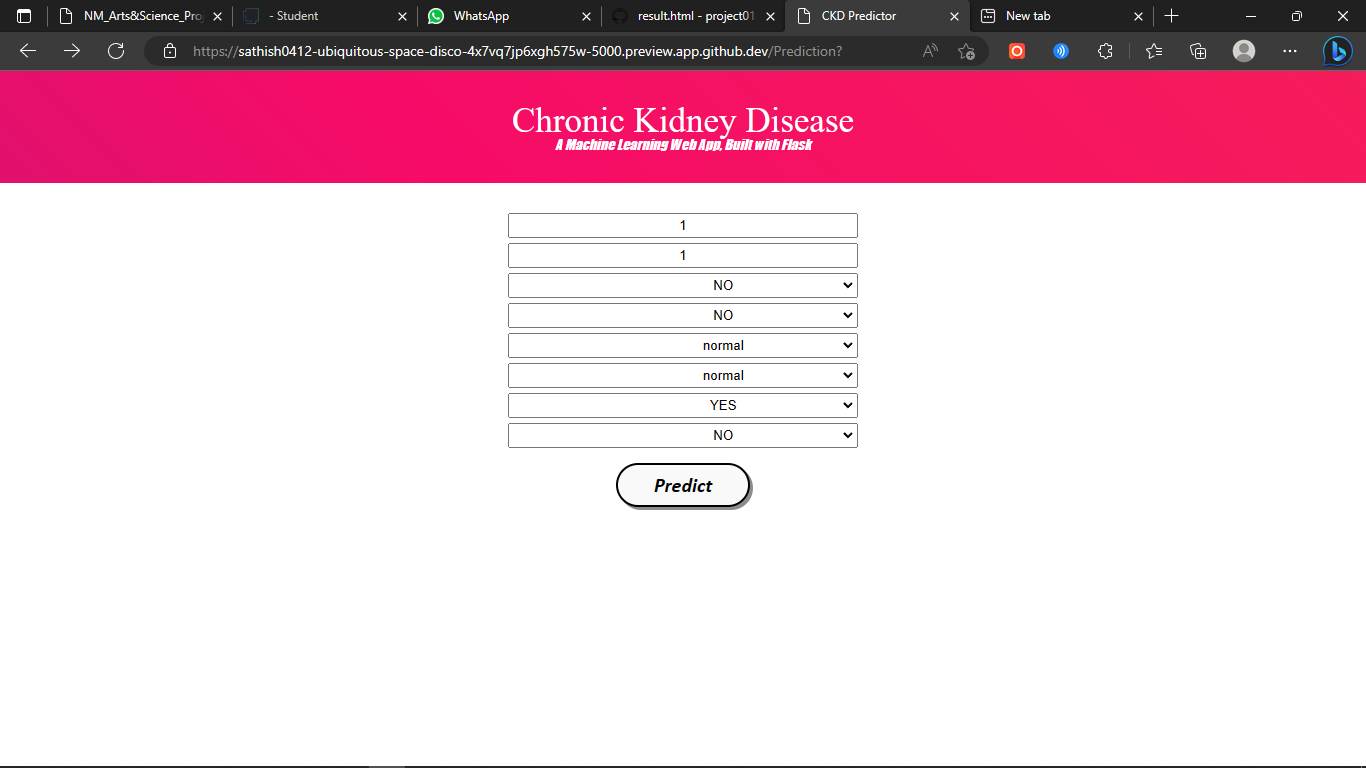 NM_Arts&Science_Proj
- Student
WhatsApp
result.html - project01
CKD Predictor
New tab
https://sathish0412-ubiquitous-space-disco-4x7vq7jp6xgh575w-5000.preview.app.github.dev/Prediction?
Chronic Kidney Disease
A Machine Learning Web App, Built with Flask
1
1
NO
NO
normal
normal
YES
NO
Predict